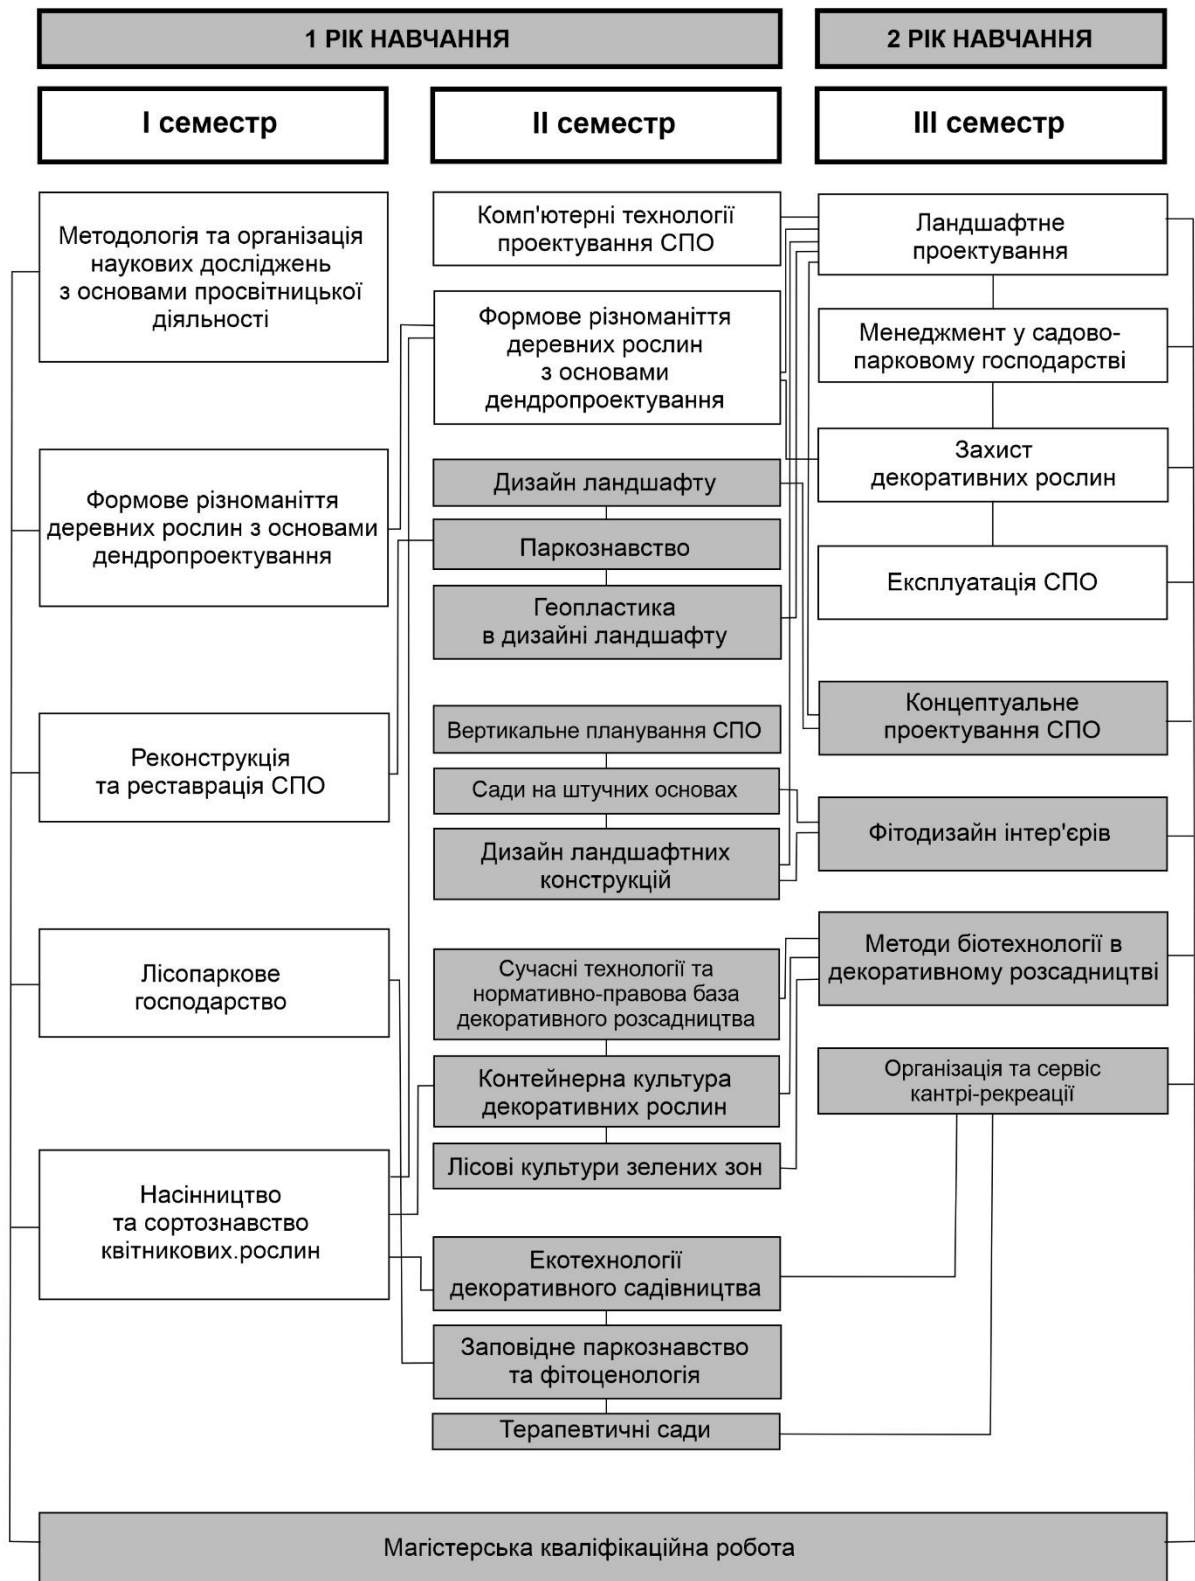 1 РІК НАВЧАННЯ
2 РІК НАВЧАННЯ
І семестр
ІІ семестр
ІІІ семестр
Методологія та організація
наукових досліджень
з основами просвітницької
діяльності
Формове різноманіття
деревних рослин з основами
дендропроектування
Реконструкція
та реставрація СПО
Лісопаркове
господарство
Насінництво
та сортознавство
квітникових.рослин
Комп'ютерні технології
проектування СПО
Формове різноманіття
деревних рослин
з основами
дендропроектування
Дизайн ландшафту
Паркознавство
Геопластика
в дизайні ландшафту
Вертикальне планування СПО
Сади на штучних основах
Дизайн ландшафтних
конструкцій
Сучасні технології та
нормативно-правова база
декоративного розсадництва
Контейнерна культура
декоративних рослин
Лісові культури зелених зон
Екотехнології
декоративного садівництва
Заповідне паркознавство
та фітоценологія
Терапевтичні сади
Ландшафтне
проектування
Менеджмент у садово-
парковому господарстві
Захист
декоративних рослин
Експлуатація СПО
Концептуальне
проектування СПО
Фітодизайн інтер'єрів
Методи біотехнології в
декоративному розсадництві
Організація та сервіс
кантрі-рекреації
Магістерська кваліфікаційна робота